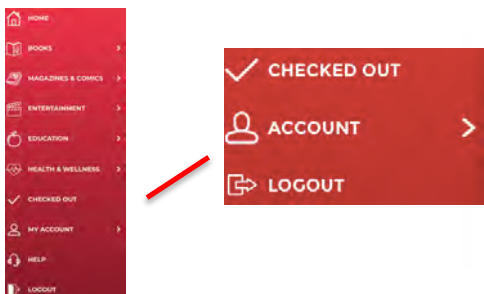 HOME
BOOKS
MAGAZINES & COMICS
ENTERTAINMENT
EDUCATION
HEALTH & WELLNESS
CHECKED OUT
MY ACCOUNT
HELP
LOGOUT
CHECKED OUT
ACCOUNT
LOGOUT